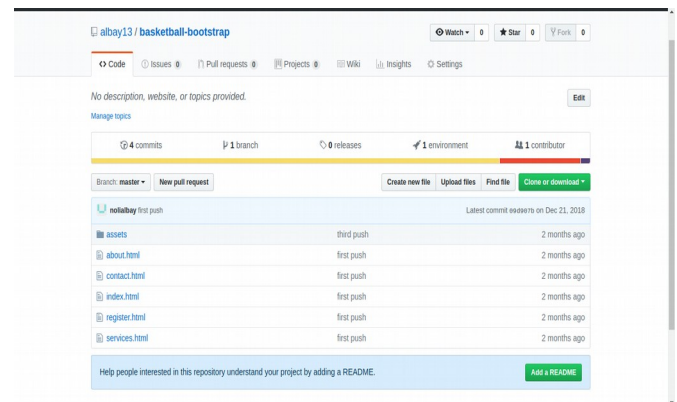 albay13 / basketball-bootstrap
Watch 0 Star 0 Fork 0
Code Issues 0 Pull requests 0 Projects 0 Wiki Insights Settings
No description, website, or topics provided.
Edit
Manage topics
4 commits 1 branch 0 releases 1 environment 1 contributor
Branch: master New pull request Create new file Upload files Find file Clone or download
nollalbay first push Latest commit on Dec 21, 2018
assets third push 2 months ago
about.html first push 2 months ago
contact.html first push 2 months ago
index.html first push 2 months ago
register.html first push 2 months ago
services.html first push 2 months ago
Help people interested in this repository understand your project by adding a README.
Add a README